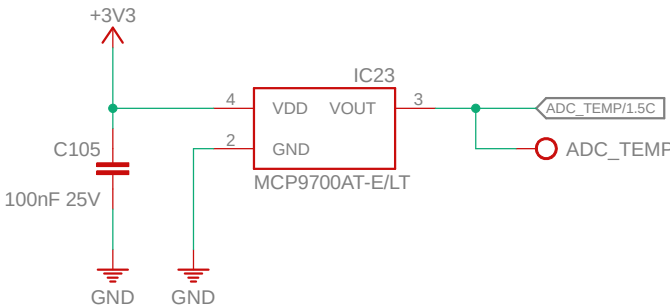 +3V3
IC23
4
VDD
VOUT
3
ADC_TEMP/1.5C
2
GND
ADC_TEMP
C105
MCP9700AT-E/LT
100nF 25V
GND
GND